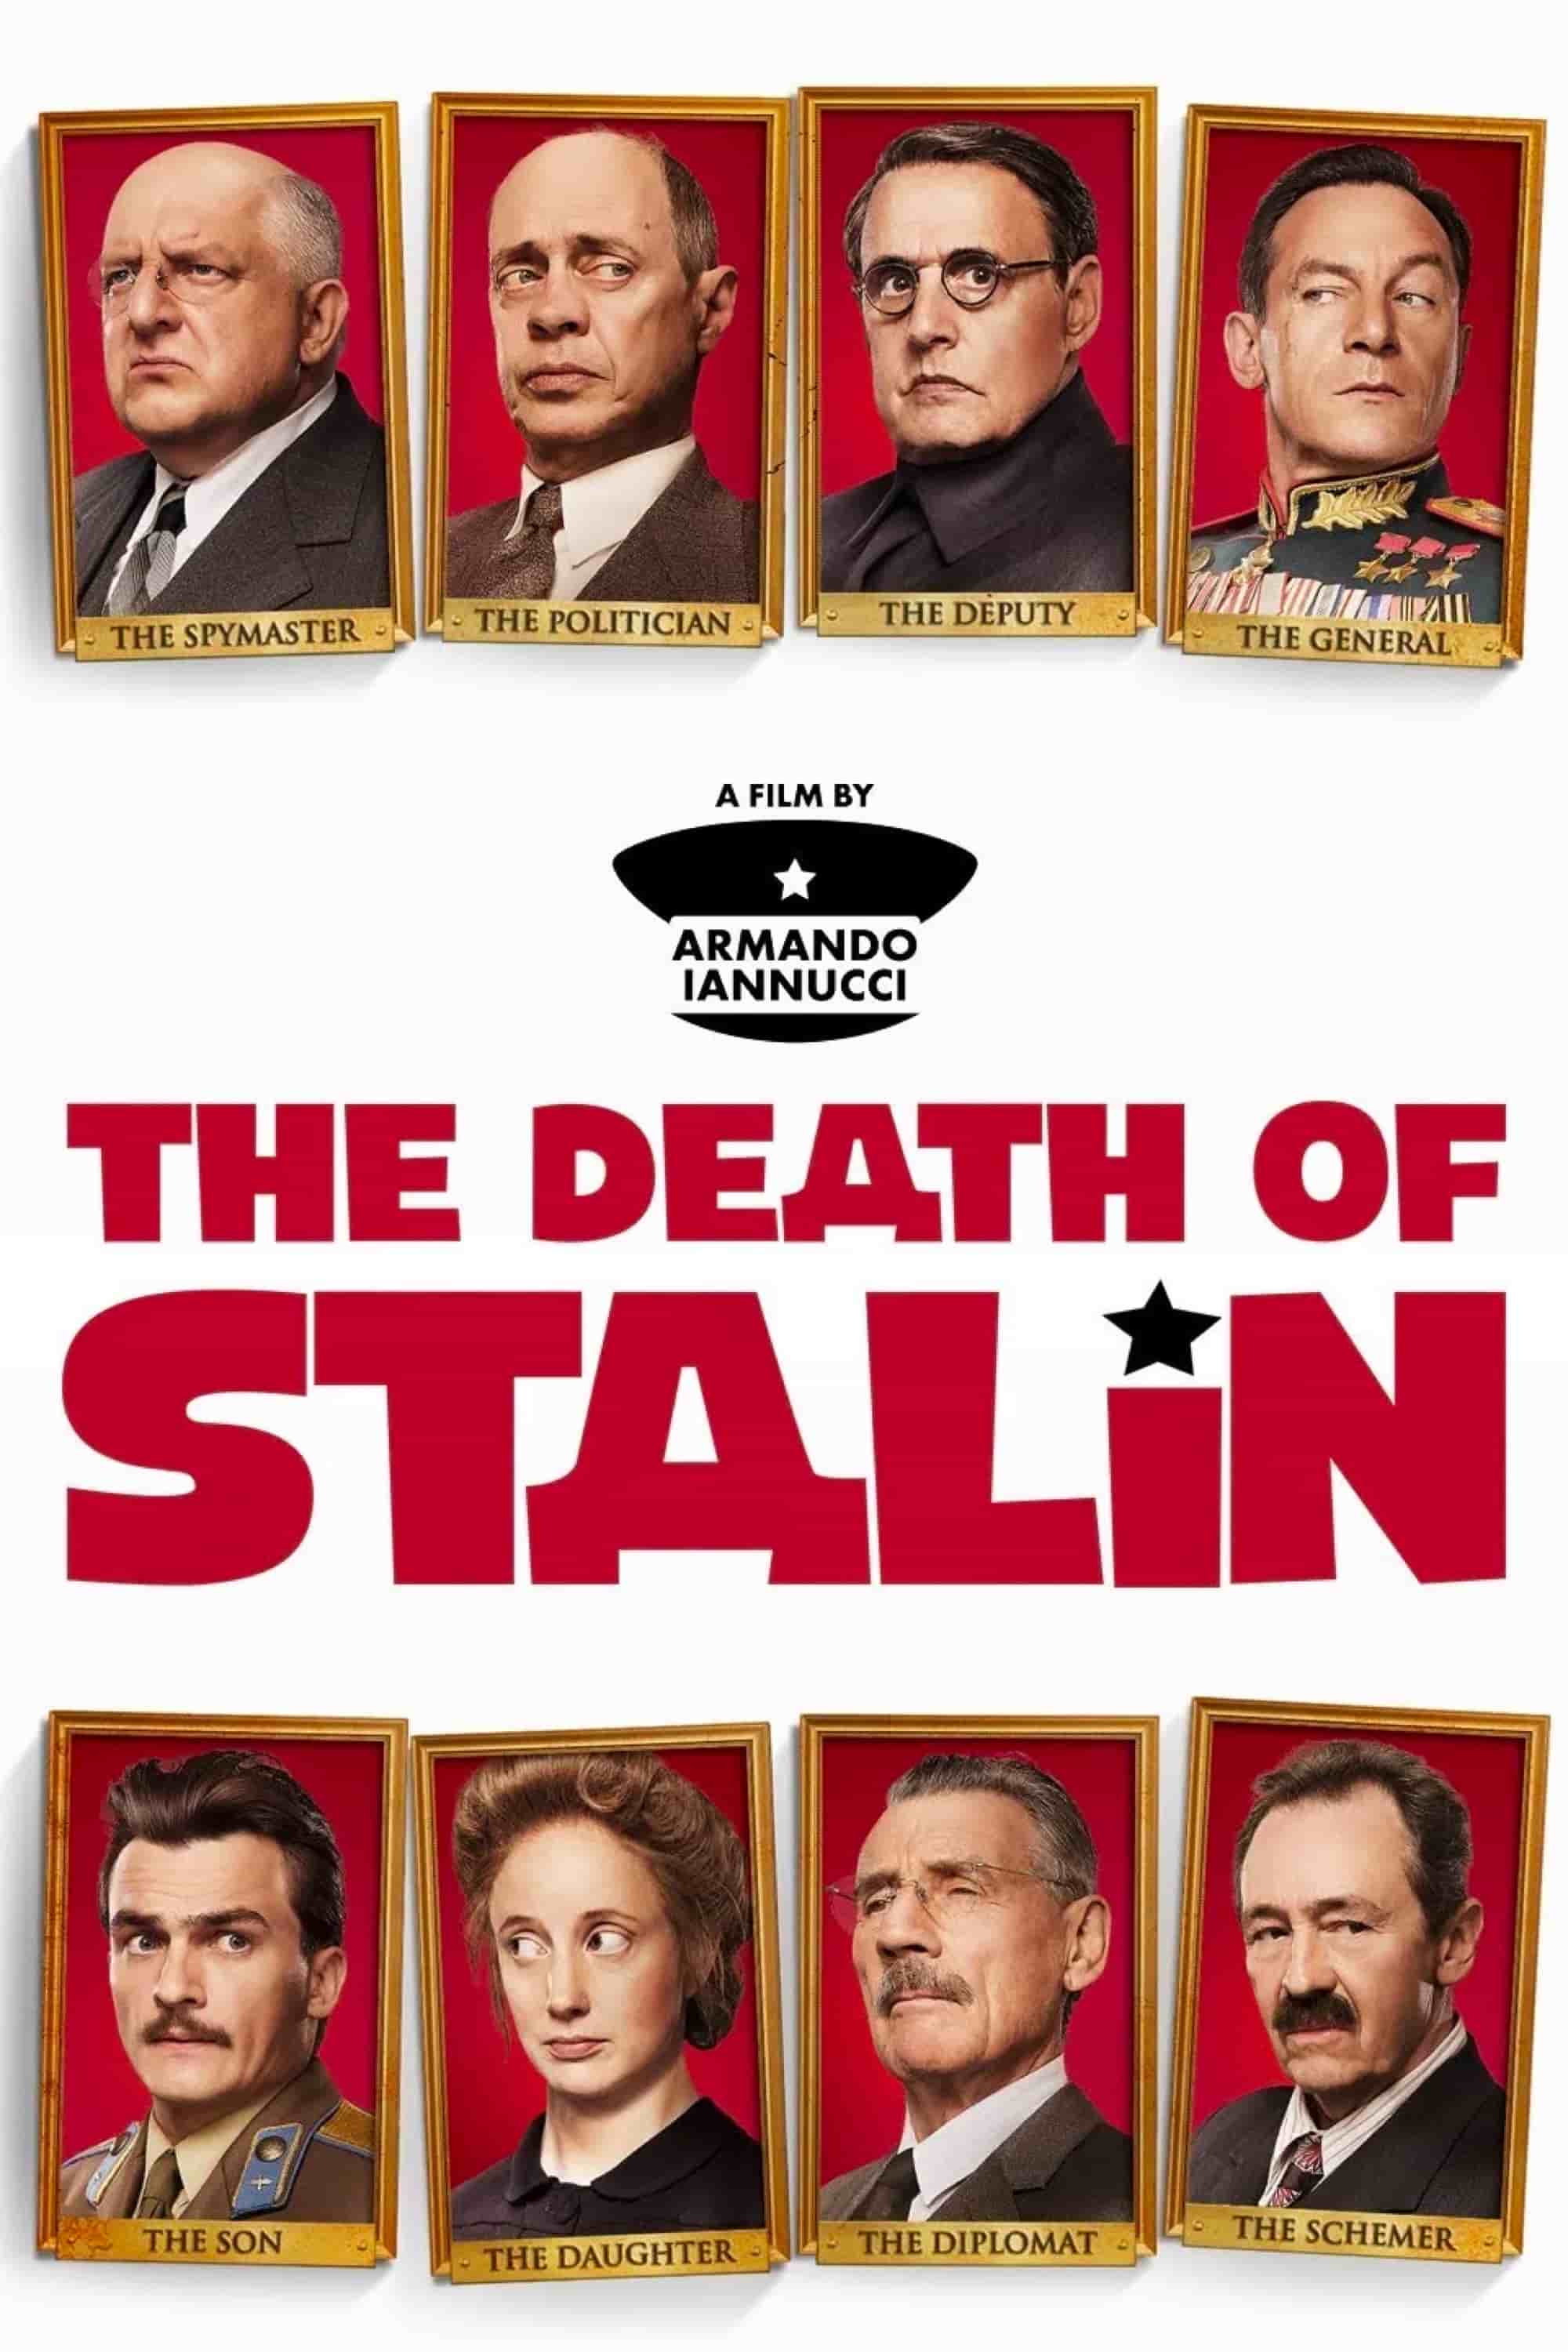 THE SPYMASTER
THE POLITICIAN
THE DEPUTY
THE GENERAL
A FILM BY
ARMANDO
IANNUCCI
THE DEATH OF
STALiN
THE SON
THE DAUGHTER
THE DIPLOMAT
THE SCHEMER